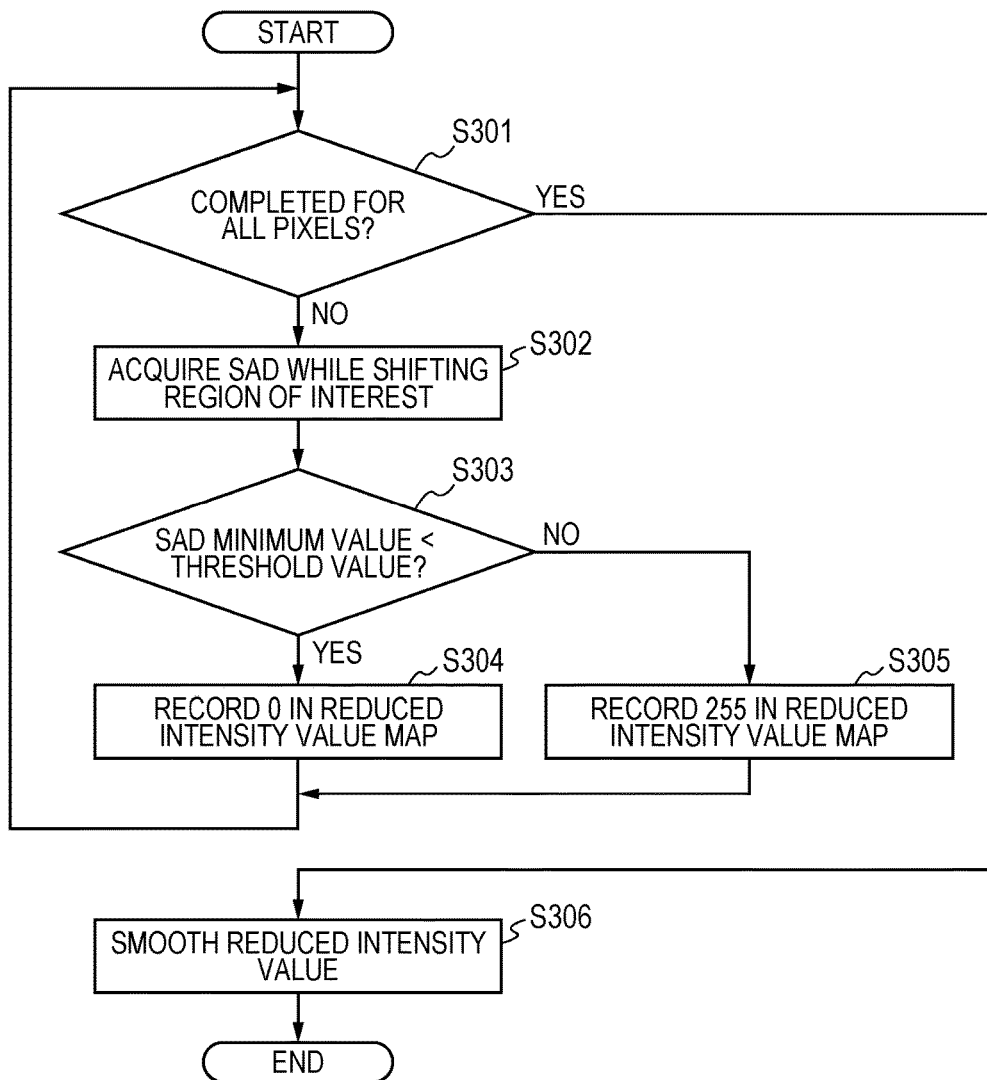 START
S301
COMPLETED FOR
ALL PIXELS?
YES
NO
S302
ACQUIRE SAD WHILE SHIFTING
REGION OF INTEREST
S303
SAD MINIMUM VALUE <
THRESHOLD VALUE?
NO
YES
S304
RECORD 0 IN REDUCED
INTENSITY VALUE MAP
S305
RECORD 255 IN REDUCED
INTENSITY VALUE MAP
S306
SMOOTH REDUCED INTENSITY
VALUE
END